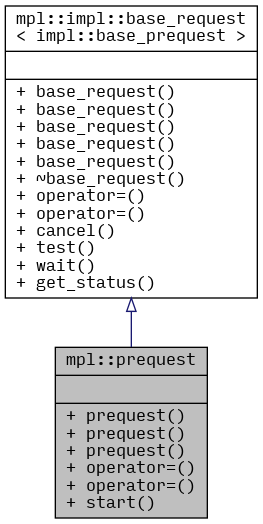 mpl::impl::base_request
< impl::base_prequest >
+ base_request()
+ base_request()
+ base_request()
+ base_request()
+ base_request()
+ ~base_request()
+ operator=()
+ operator=()
+ cancel()
+ test()
+ wait()
+ get_status()
mpl::prequest
+ prequest()
+ prequest()
+ prequest()
+ operator=()
+ operator=()
+ start()